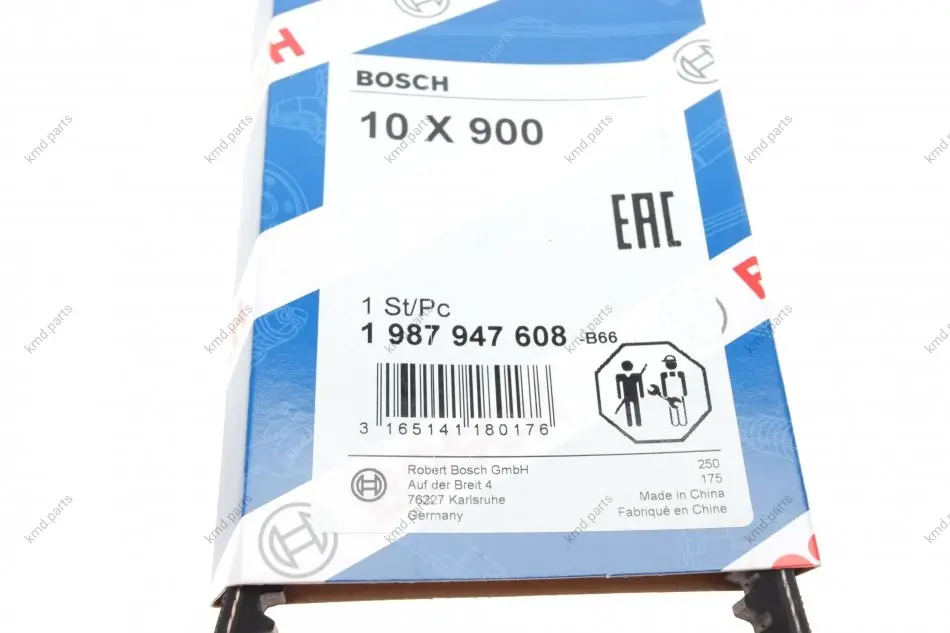 H
BOSCH
10 X 900
EAC
1 St/Pc
1 987 947 608 -B66
3 165141 180176
Robert Bosch GmbH
Auf der Breit 4
76227 Karlsruhe
Germany
250
175
Made in China
Fabriqué en Chine
kmd.parts